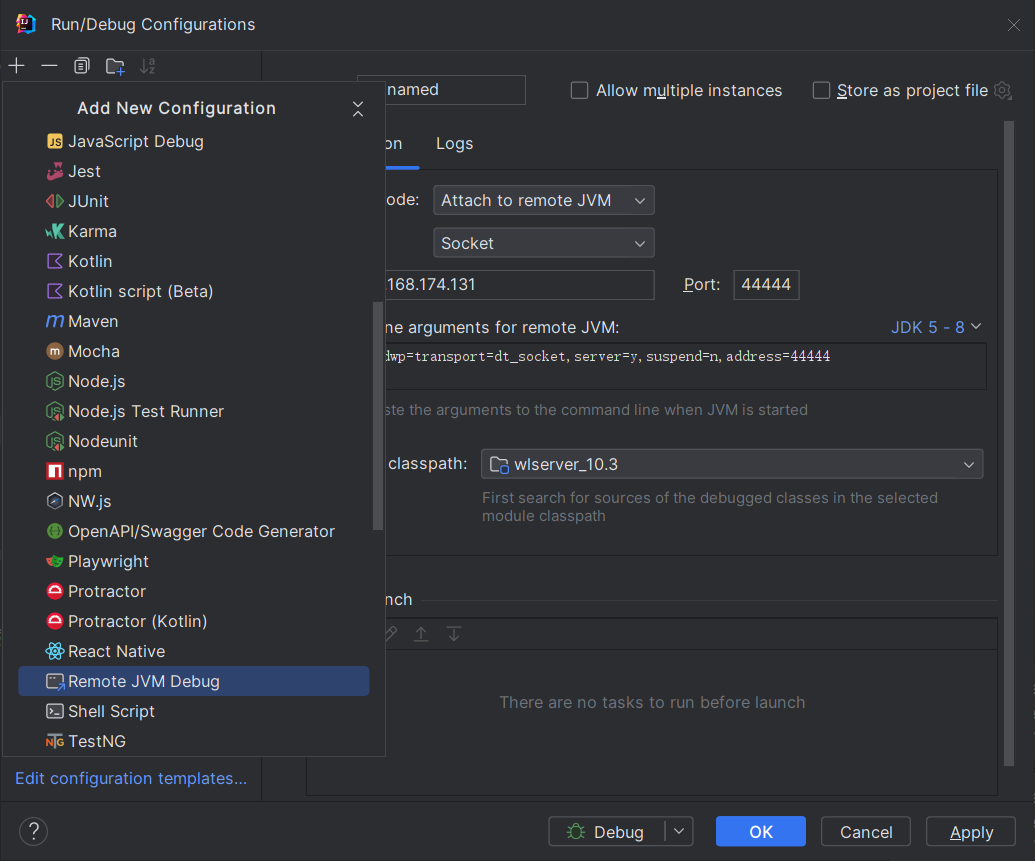 Run/Debug Configurations
Add New Configuration
JavaScript Debug
Jest
JUnit
Karma
Kotlin
Kotlin script (Beta)
Maven
Mocha
Node.js
Node.js Test Runner
Nodeunit
npm
NW.js
OpenAPI/Swagger Code Generator
Playwright
Protractor
Protractor (Kotlin)
React Native
Remote JVM Debug
Shell Script
TestNG
Edit configuration templates...
named
Allow multiple instances
Store as project file
on
Logs
ode:
Attach to remote JVM
Socket
168.174.131
Port:
44444
ne arguments for remote JVM:
JDK 5 - 8
dwp=transport=dt_socket,server=y,suspend=n,address=44444
ste the arguments to the command line when JVM is started
classpath:
wlserver_10.3
First search for sources of the debugged classes in the selected
module classpath
nch
There are no tasks to run before launch
?
Debug
OK
Cancel
Apply